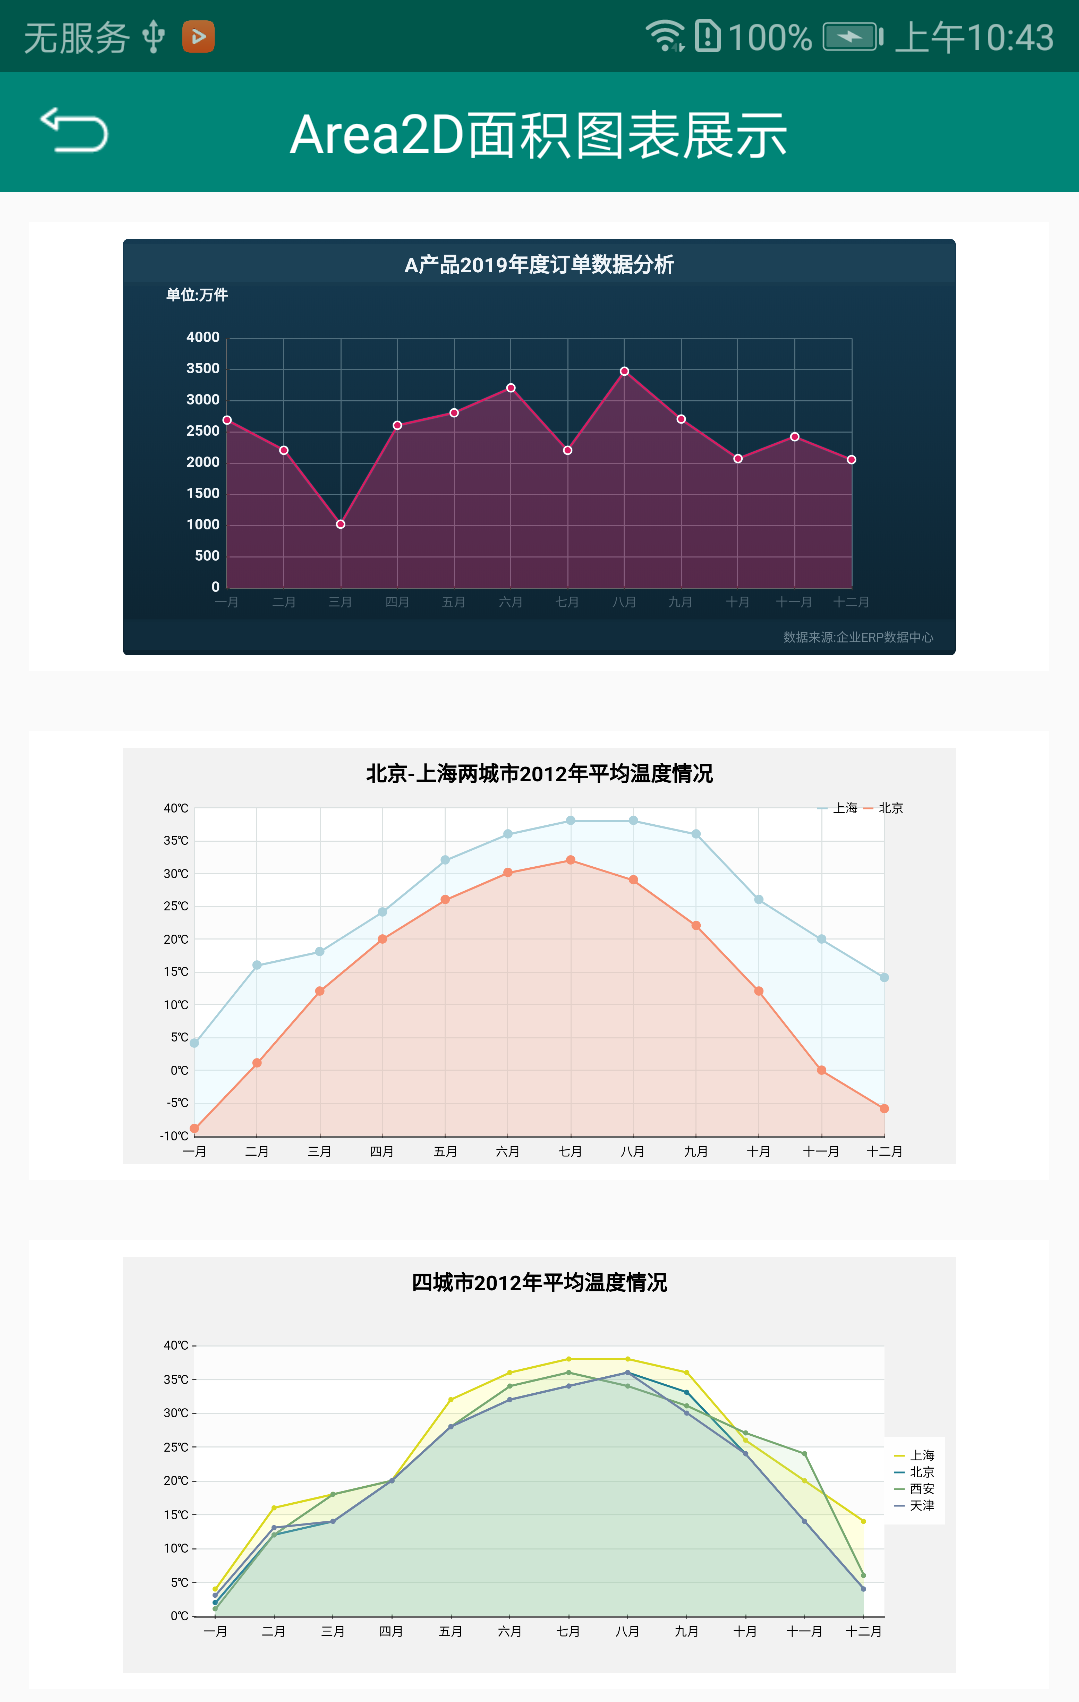 无服务 100% 上午10:43
Area2D面积图表展示
A产品2019年度订单数据分析
单位:万件
4000
3500
3000
2500
2000
1500
1000
500
0
一月 二月 三月 四月 五月 六月 七月 八月 九月 十月 十一月 十二月
数据来源:企业ERP数据中心
北京-上海两城市2012年平均温度情况
上海 北京
40℃
35℃
30℃
25℃
20℃
15℃
10℃
5℃
0℃
-5℃
-10℃
一月 二月 三月 四月 五月 六月 七月 八月 九月 十月 十一月 十二月
四城市2012年平均温度情况
40℃
35℃
30℃
25℃
20℃
15℃
10℃
5℃
0℃
上海
北京
西安
天津
一月 二月 三月 四月 五月 六月 七月 八月 九月 十月 十一月 十二月